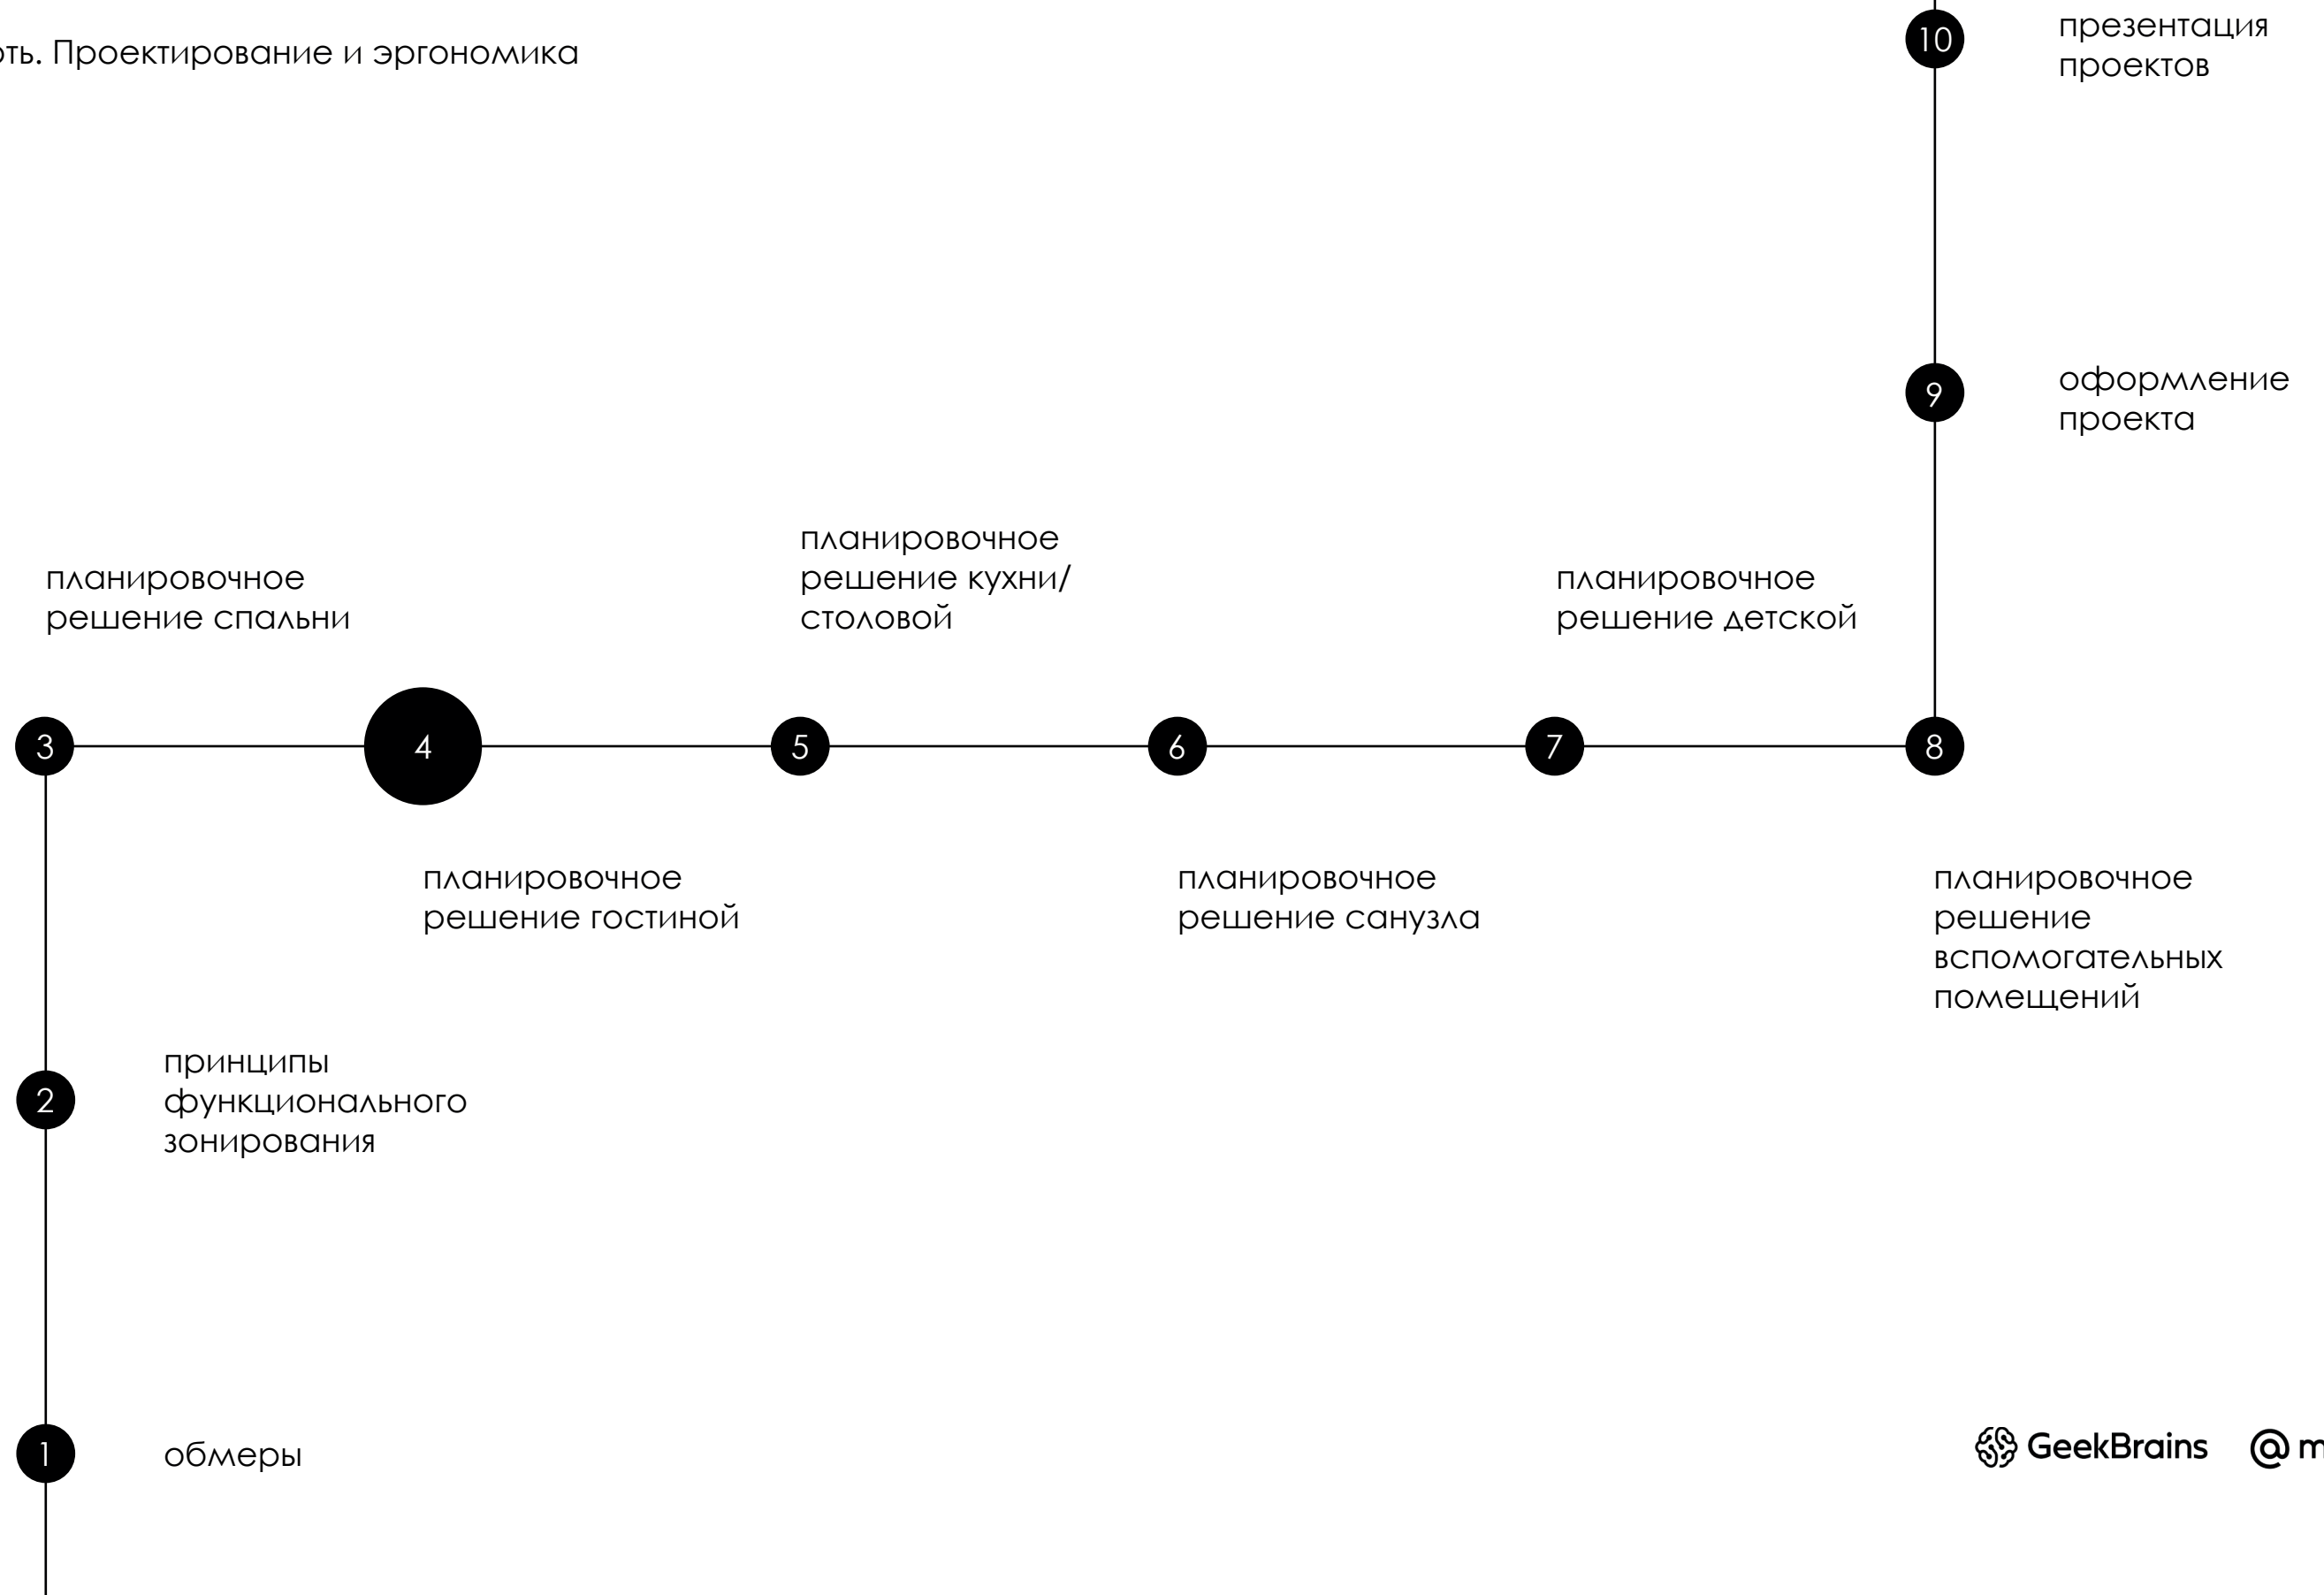 оть. Проектирование и эргономика
10
презентация
проектов
9
оформление
проекта
планировочное
решение спальни
планировочное
решение кухни/
столовой
планировочное
решение детской
3
4
5
6
7
8
планировочное
решение гостиной
планировочное
решение санузла
планировочное
решение
вспомогательных
помещений
2
принципы
функционального
зонирования
1
обмеры
GeekBrains
@ m